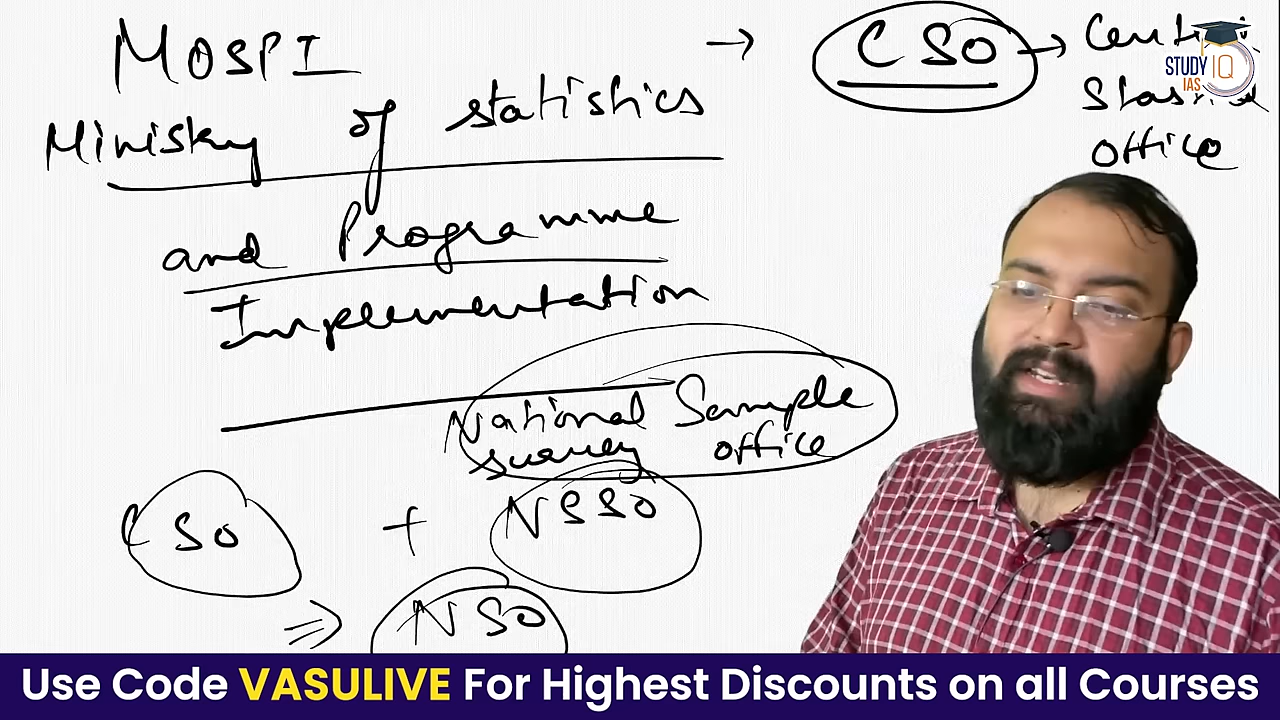 MOSPI → CSO → Central
STUDY IQ
IAS
Ministry of statistics
Office
and Programme
Implementation
National Sample
survey office
CSO + NSSO
⇒ NSO
Use Code VASULIVE For Highest Discounts on all Courses